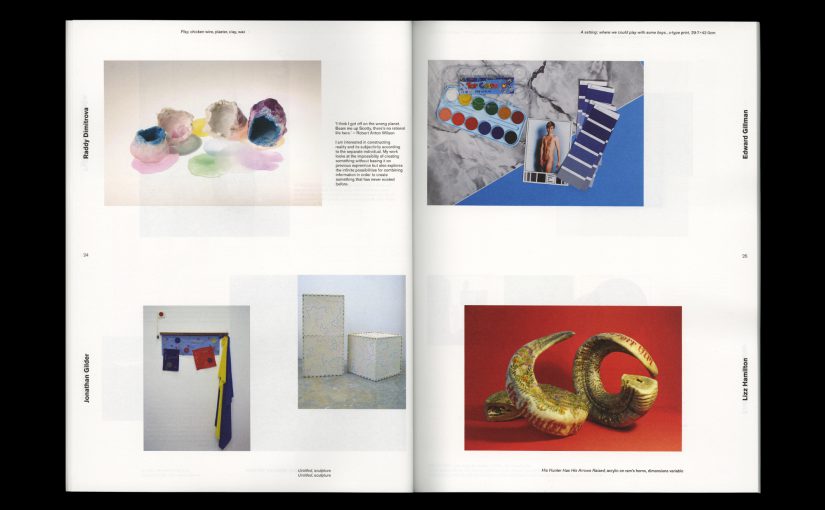 Play, chicken wire, plaster, clay, wax
Raddy Dimitrova
'I think I got off on the wrong planet.
Beam me up Scotty, there's no rational
life here.' – Robert Anton Wilson
I am interested in constructing
reality and its subjectivity according
to the separate individual. My work
looks at the impossibility of creating
something without basing it on
previous experience but also explores
the infinite possibilities for combining
information in order to create
something that has never existed
before.
24
Jonathan Gilder
Untitled, sculpture
Untitled, sculpture
A setting; where we could play with some boys., c-type print, 29.7 × 42.0cm
Edward Gillman
25
Lizz Hamilton
His Hunter Has His Arrows Raised, acrylic on ram's horns, dimensions variable